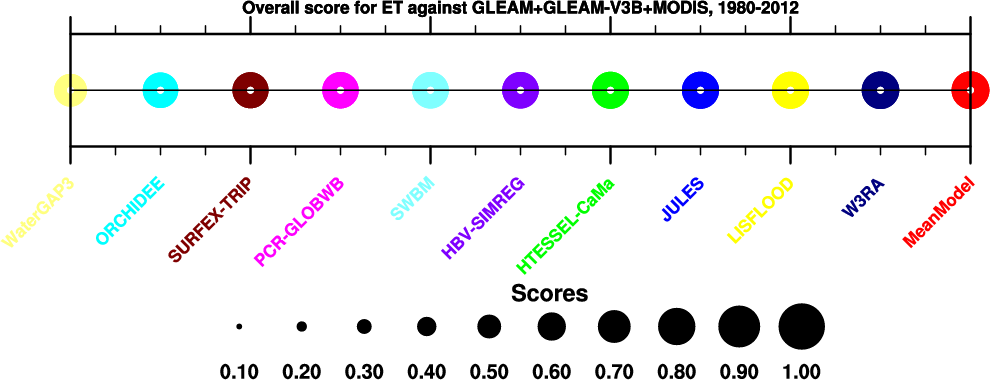 Overall score for ET against GLEAM+GLEAM-V3B+MODIS, 1980-2012
WaterGAP3
ORCHIDEE
SURFEX-TRIP
PCR-GLOBWB
SWBM
HBV-SIMREG
HTESSEL-CaMa
JULES
LISFLOOD
W3RA
MeanModel
Scores
0.10 0.20 0.30 0.40 0.50 0.60 0.70 0.80 0.90 1.00